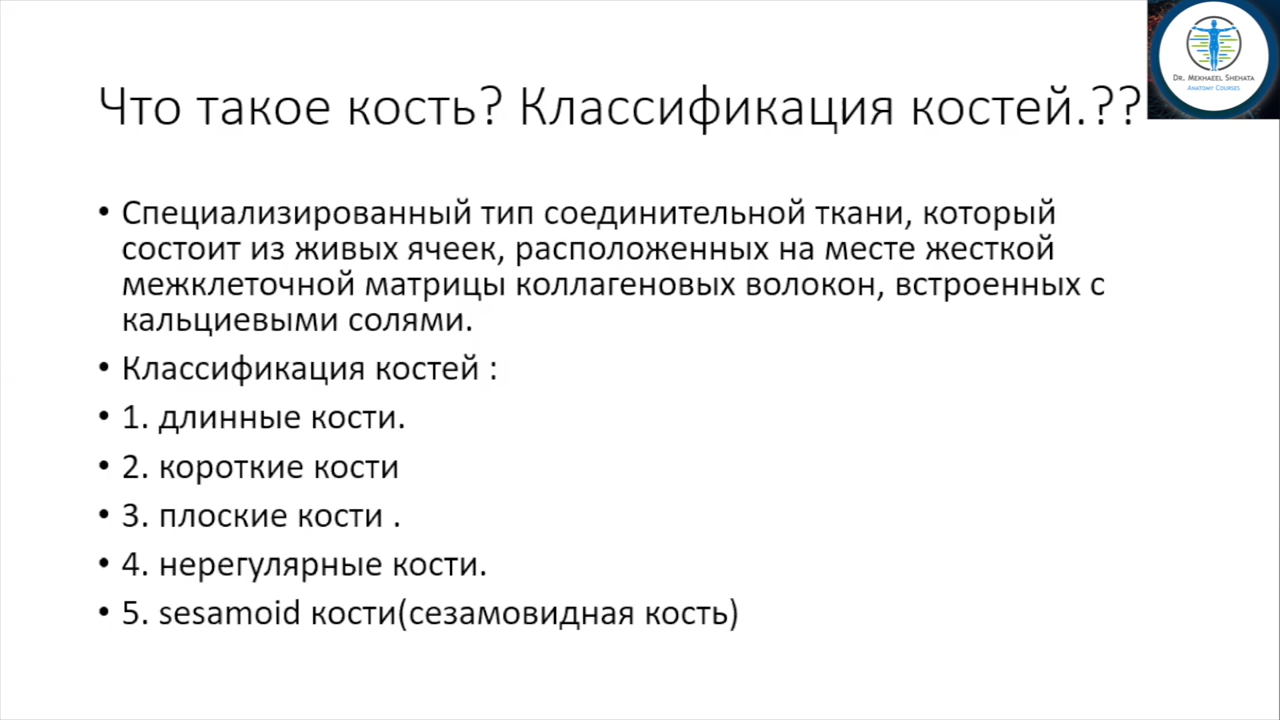 DR. MEKHAEEL SHEHATA
ANATOMY COURSES
Что такое кость? Классификация костей.??
• Специализированный тип соединительной ткани, который
состоит из живых ячеек, расположенных на месте жесткой
межклеточной матрицы коллагеновых волокон, встроенных с
кальциевыми солями.
• Классификация костей :
• 1. длинные кости.
• 2. короткие кости
• 3. плоские кости .
• 4. нерегулярные кости.
• 5. sesamoid кости(сезамовидная кость)